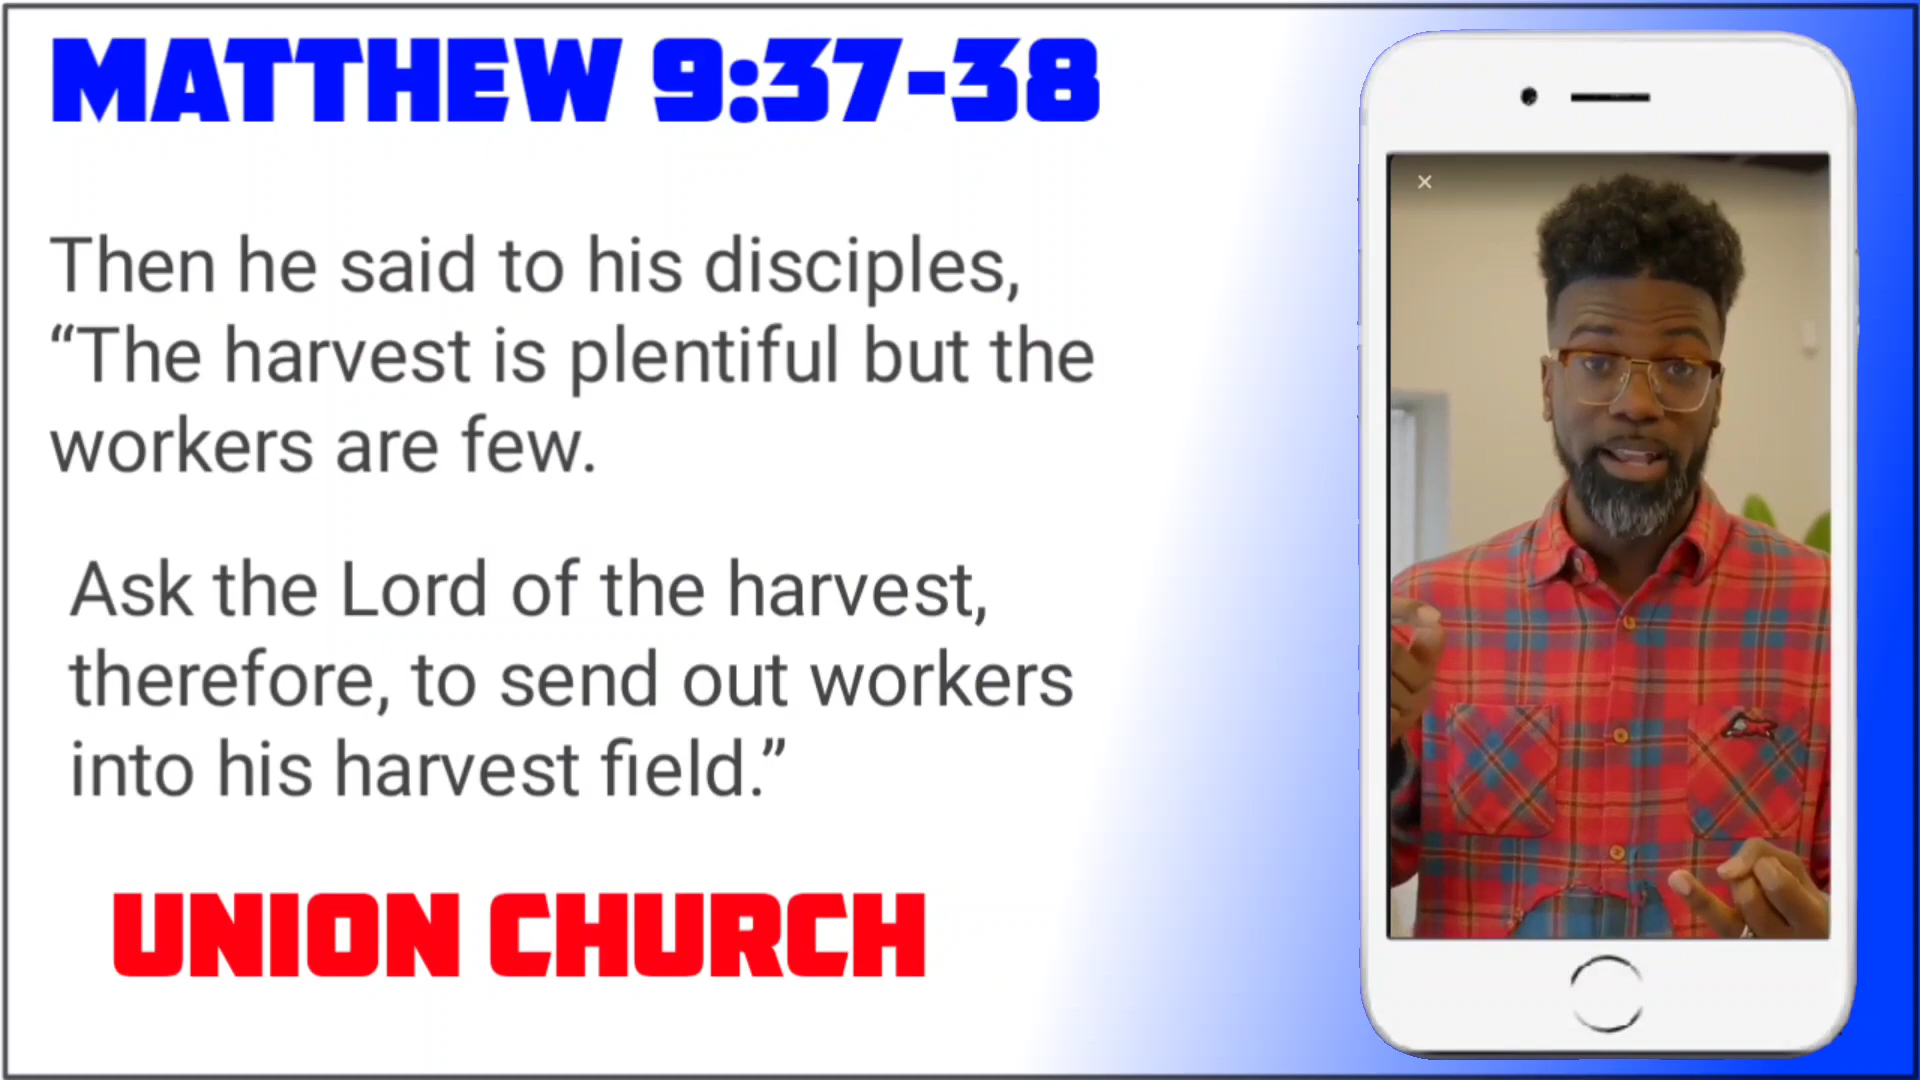 MATTHEW 9:37-38
Then he said to his disciples,
“The harvest is plentiful but the
workers are few.
Ask the Lord of the harvest,
therefore, to send out workers
into his harvest field.”
UNION CHURCH